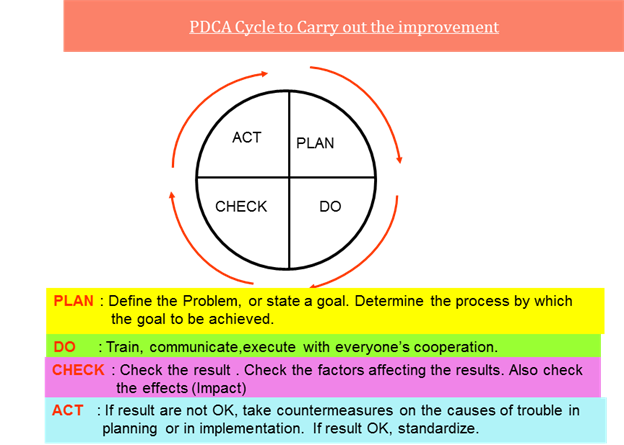 PDCA Cycle to Carry out the improvement
ACT
PLAN
CHECK
DO
PLAN : Define the Problem, or state a goal. Determine the process by which
the goal to be achieved.
DO : Train, communicate,execute with everyone's cooperation.
CHECK : Check the result . Check the factors affecting the results. Also check
the effects (Impact)
ACT : If result are not OK, take countermeasures on the causes of trouble in
planning or in implementation. If result OK, standardize.